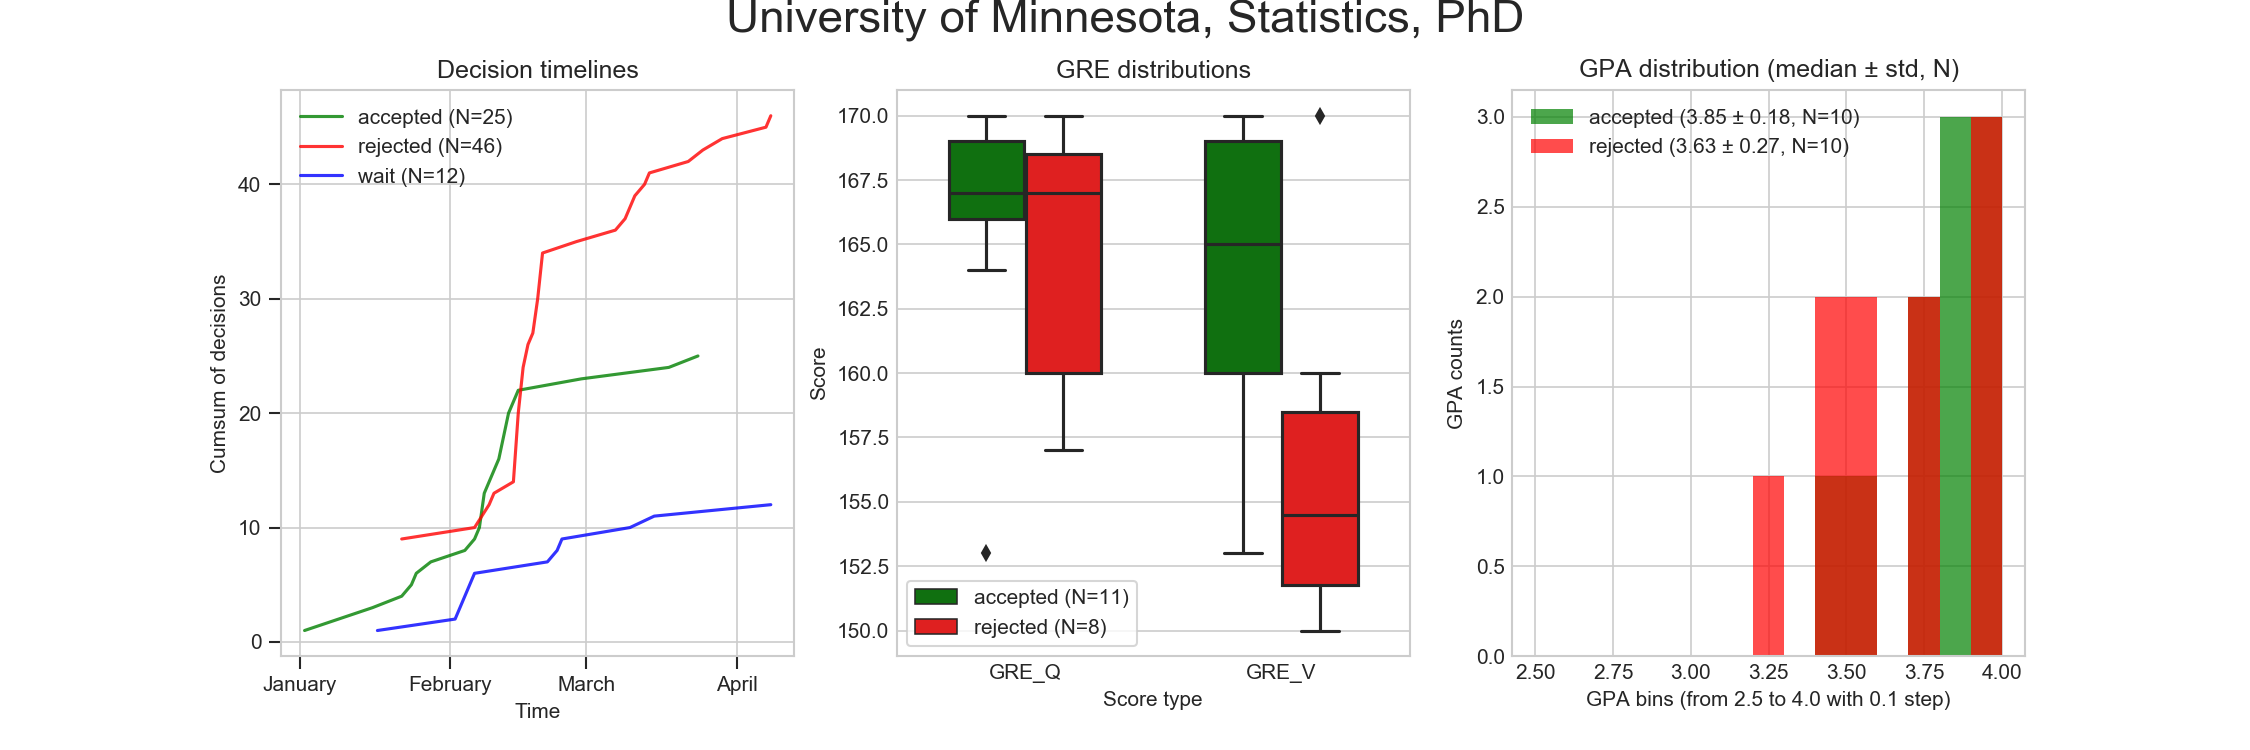 University of Minnesota, Statistics, PhD
Decision timelines
accepted (N=25)
rejected (N=46)
wait (N=12)
Cumsum of decisions
40
30
20
10
0
January February March April
Time
GRE distributions
Score
170.0
167.5
165.0
162.5
160.0
157.5
155.0
152.5
150.0
accepted (N=11)
rejected (N=8)
GRE_Q GRE_V
Score type
GPA distribution (median ± std, N)
accepted (3.85 ± 0.18, N=10)
rejected (3.63 ± 0.27, N=10)
GPA counts
3.0
2.5
2.0
1.5
1.0
0.5
0.0
2.50 2.75 3.00 3.25 3.50 3.75 4.00
GPA bins (from 2.5 to 4.0 with 0.1 step)